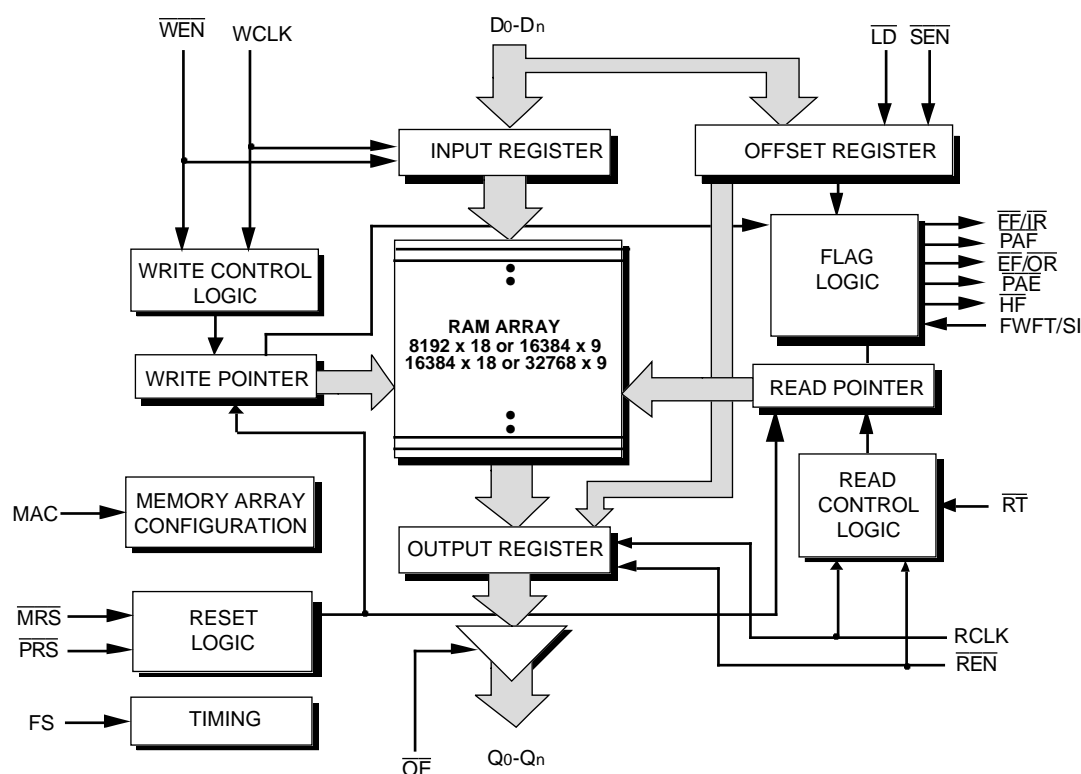 WEN WCLK D0-Dn LD SEN
INPUT REGISTER
OFFSET REGISTER
WRITE CONTROL
LOGIC
FLAG
LOGIC
FF/IR
PAF
EF/OR
PAE
HF
FWFT/SI
RAM ARRAY
8192 x 18 or 16384 x 9
16384 x 18 or 32768 x 9
WRITE POINTER
READ POINTER
MAC
MEMORY ARRAY
CONFIGURATION
READ
CONTROL
LOGIC
RT
OUTPUT REGISTER
MRS
PRS
RESET
LOGIC
RCLK
REN
FS
TIMING
Q0-Qn